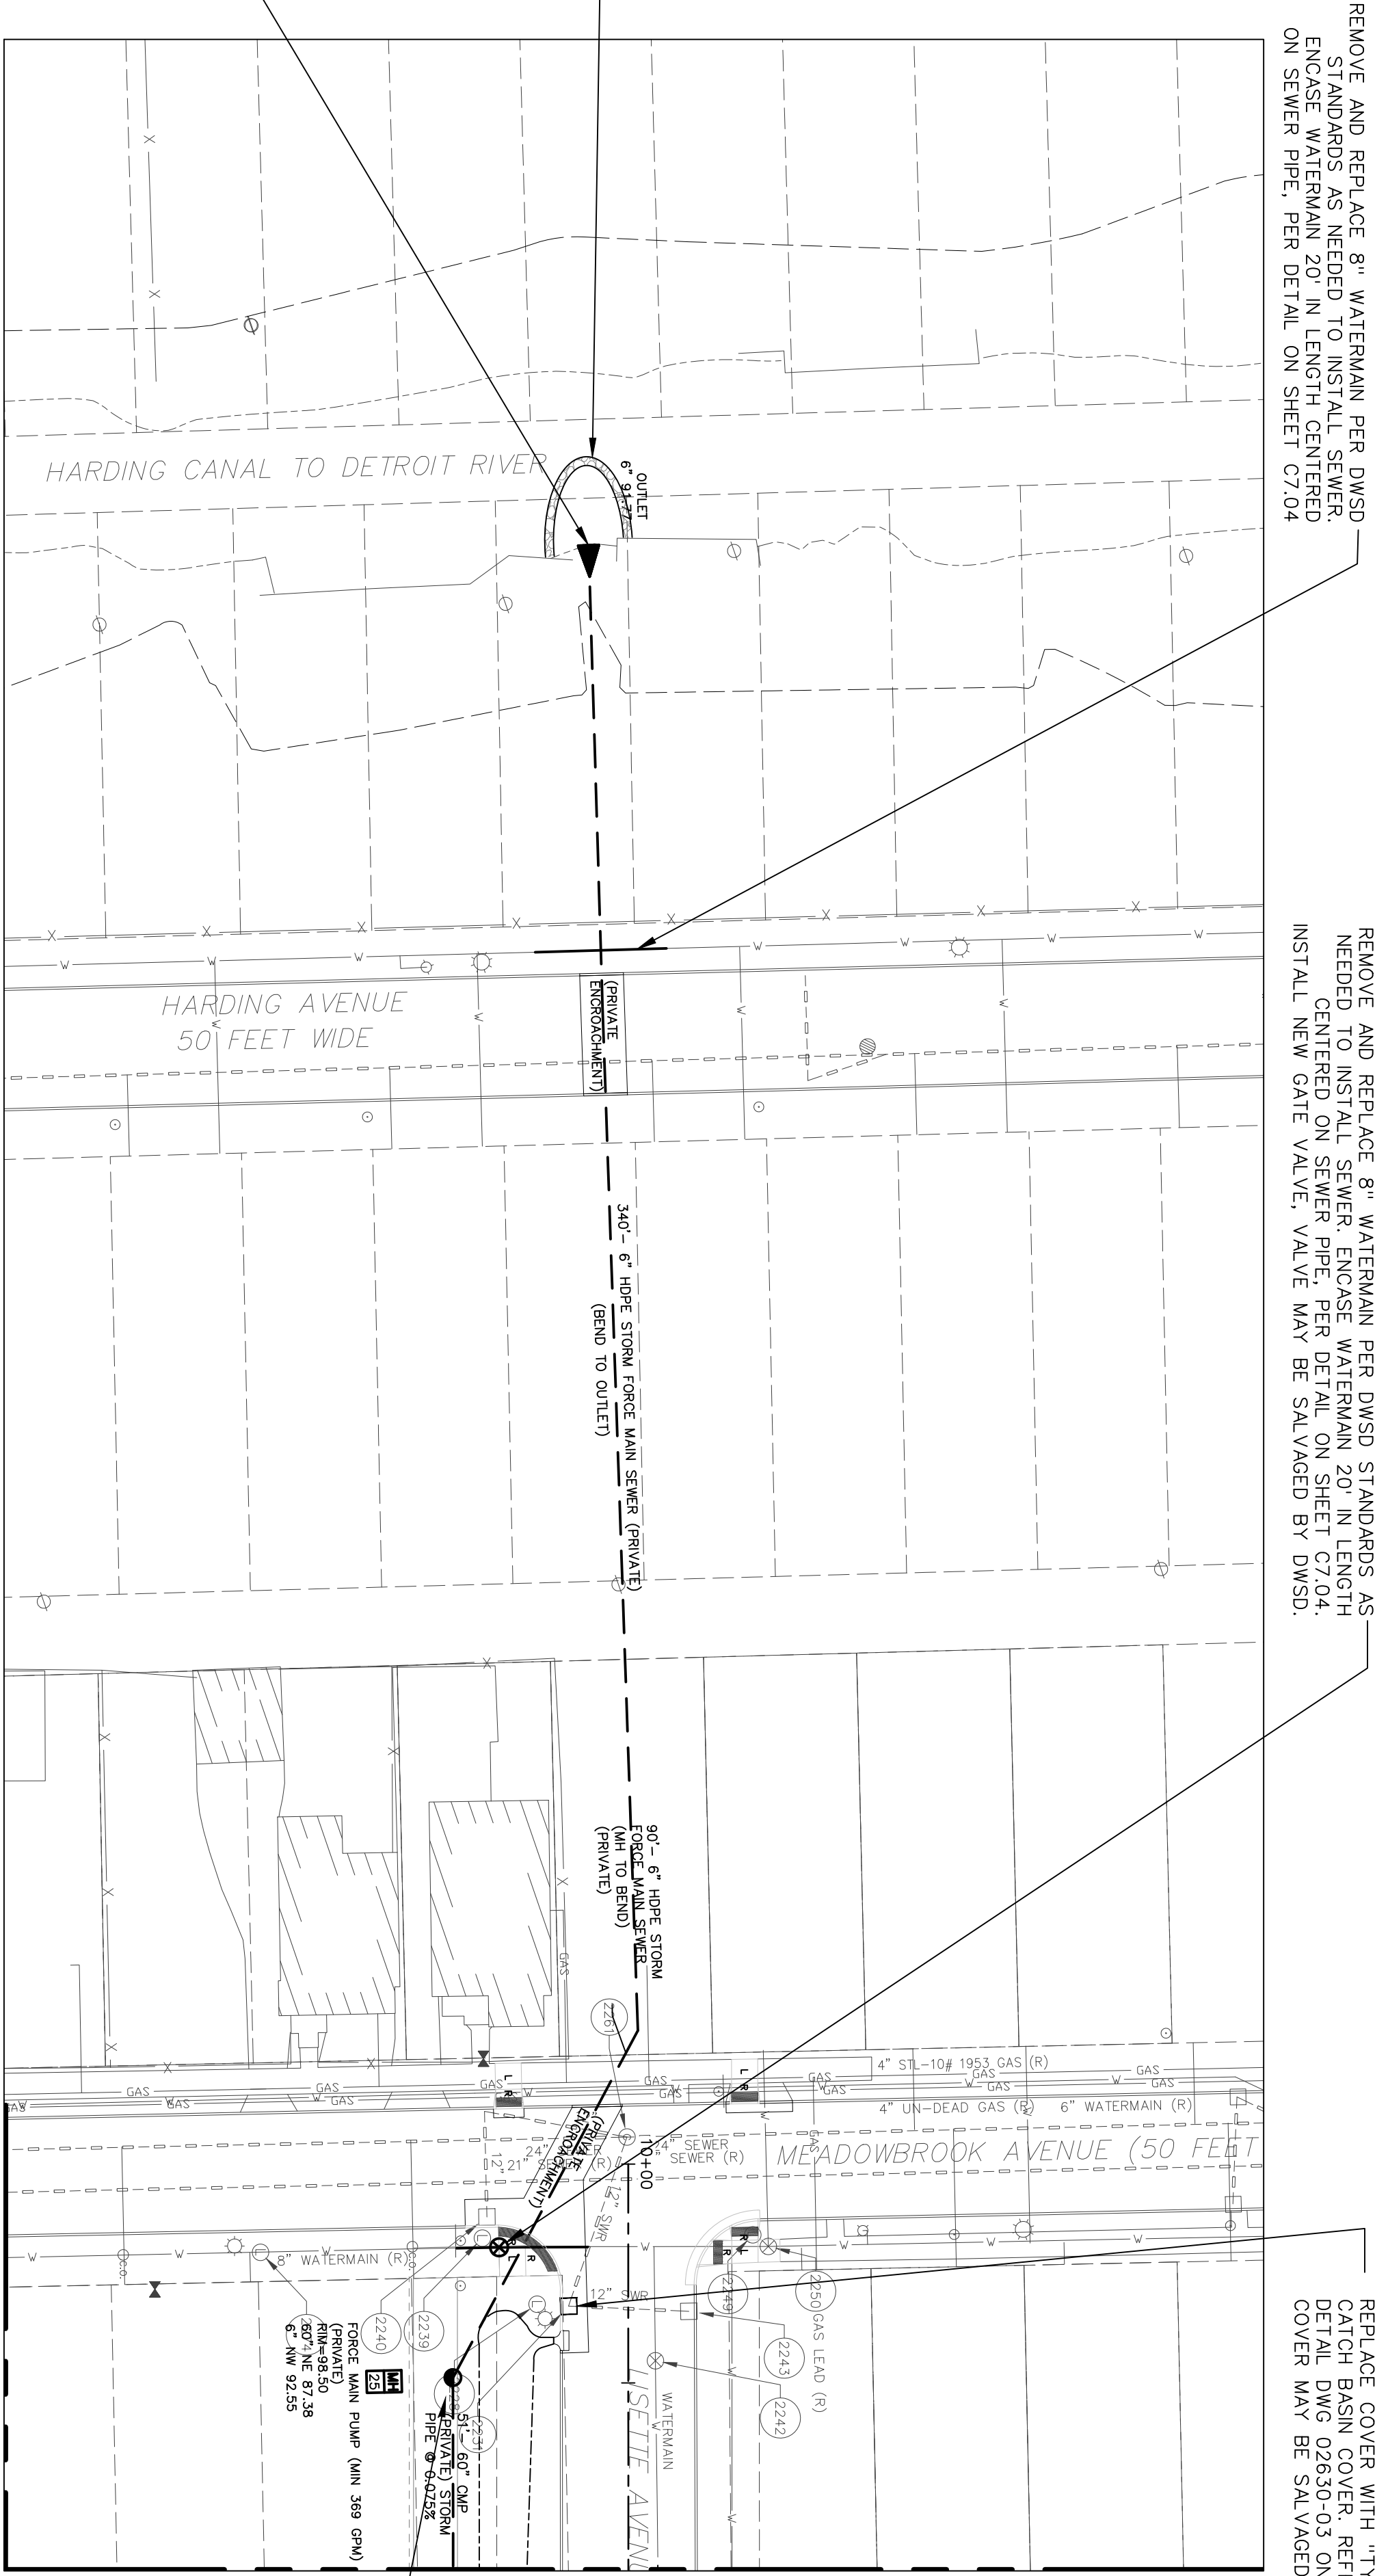 REMOVE AND REPLACE 8" WATERMAIN PER DWSD
STANDARDS AS NEEDED TO INSTALL SEWER.
ENCASE WATERMAIN 20' IN LENGTH CENTERED
ON SEWER PIPE, PER DETAIL ON SHEET C7.04
REMOVE AND REPLACE 8" WATERMAIN PER DWSD STANDARDS AS
NEEDED TO INSTALL SEWER. ENCASE WATERMAIN 20' IN LENGTH
CENTERED ON SEWER PIPE, PER DETAIL ON SHEET C7.04.
INSTALL NEW GATE VALVE, VALVE MAY BE SALVAGED BY DWSD.
REPLACE COVER WITH "TY
CATCH BASIN COVER. REF
DETAIL DWG 02630-03 ON
COVER MAY BE SALVAGED
HARDING CANAL TO DETROIT RIVER
OUTLET
6" 91.77
HARDING AVENUE
50 FEET WIDE
(PRIVATE
ENCROACHMENT)
340'- 6" HDPE STORM FORCE MAIN SEWER (PRIVATE)
(BEND TO OUTLET)
90'- 6" HDPE STORM
FORCE MAIN SEWER
(MH TO BEND)
(PRIVATE)
2261
4" STL-10# 1953 GAS (R)
4" UN-DEAD GAS (R)
6" WATERMAIN (R)
MEADOWBROOK AVENUE (50 FEET
24" SEWER
21" SEWER (R)
24" SEWER
SEWER (R)
10+00
(PRIVATE
ENCROACHMENT)
12"
12" SWR
8" WATERMAIN (R)
12" SWR
2249
2250
GAS LEAD (R)
2243
2242
2239
2240
2231
WATERMAIN
SETTE AVENU
MH
25
FORCE MAIN PUMP (MIN 369 GPM)
(PRIVATE)
RIM=98.50
60" NE 87.38
6" NW 92.55
51'- 60" CMP
(PRIVATE) STORM
PIPE @ 0.075%